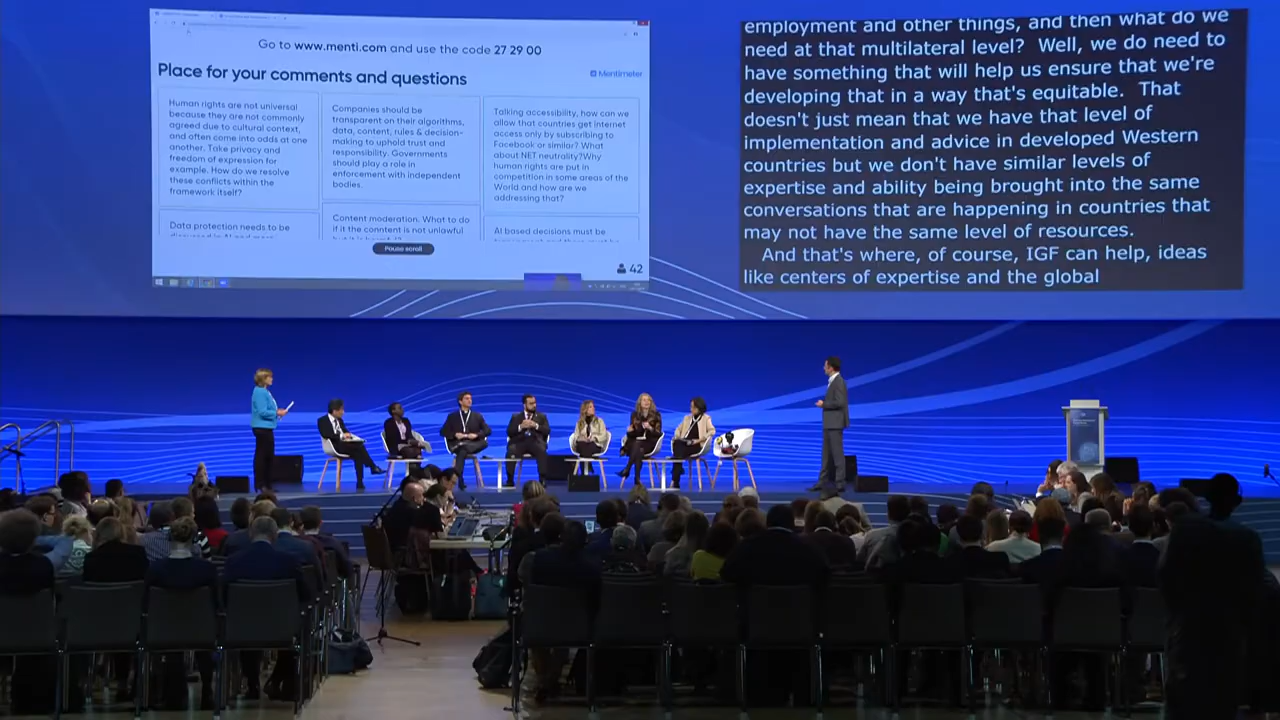 Go to www.menti.com and use the code 27 29 00
Place for your comments and questions
Mentimeter
Human rights are not universal
because they are not commonly
agreed due to cultural context,
and often come into odds at one
another. Take privacy and
freedom of expression for
example. How do we resolve
these conflicts within the
framework itself?
Data protection needs to be
Companies should be
transparent on their algorithms,
data, content, rules & decision-
making to uphold trust and
responsibility. Governments
should play a role in
enforcement with independent
bodies.
Content moderation. What to do
if it the conntent is not unlawful
Talking accessibility, how can we
allow that countries get internet
access only by subscribing to
Facebook or similar? What
about NET neutrality?Why
human rights are put in
competition in some areas of the
World and how are we
addressing that?
AI based decisions must be
Pause scroll
42
employment and other things, and then what do we
need at that multilateral level? Well, we do need to
have something that will help us ensure that we're
developing that in a way that's equitable. That
doesn't just mean that we have that level of
implementation and advice in developed Western
countries but we don't have similar levels of
expertise and ability being brought into the same
conversations that are happening in countries that
may not have the same level of resources.
And that's where, of course, IGF can help, ideas
like centers of expertise and the global